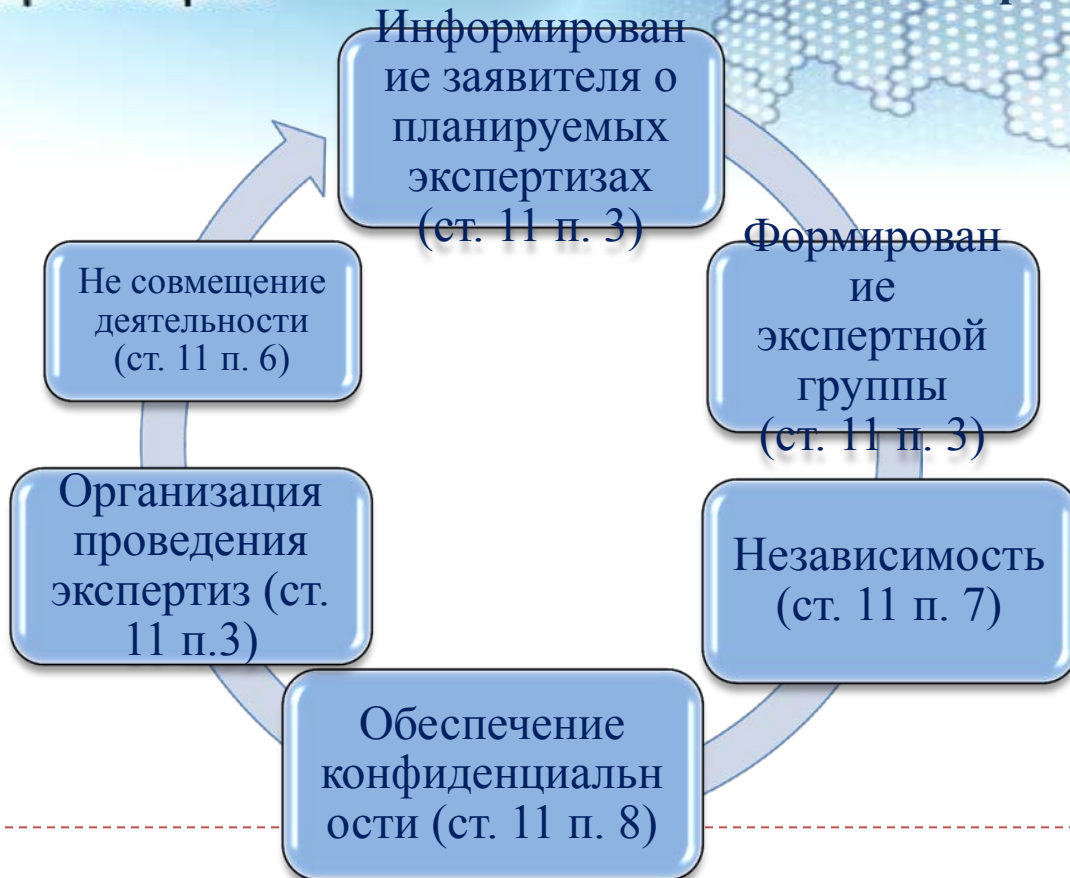 Информирован
ие заявителя о
планируемых
экспертизах
(ст. 11 п. 3)
Формирован
ие
экспертной
группы
(ст. 11 п. 3)
Независимость
(ст. 11 п. 7)
Обеспечение
конфиденциальн
ости (ст. 11 п. 8)
Организация
проведения
экспертиз (ст.
11 п.3)
Не совмещение
деятельности
(ст. 11 п. 6)